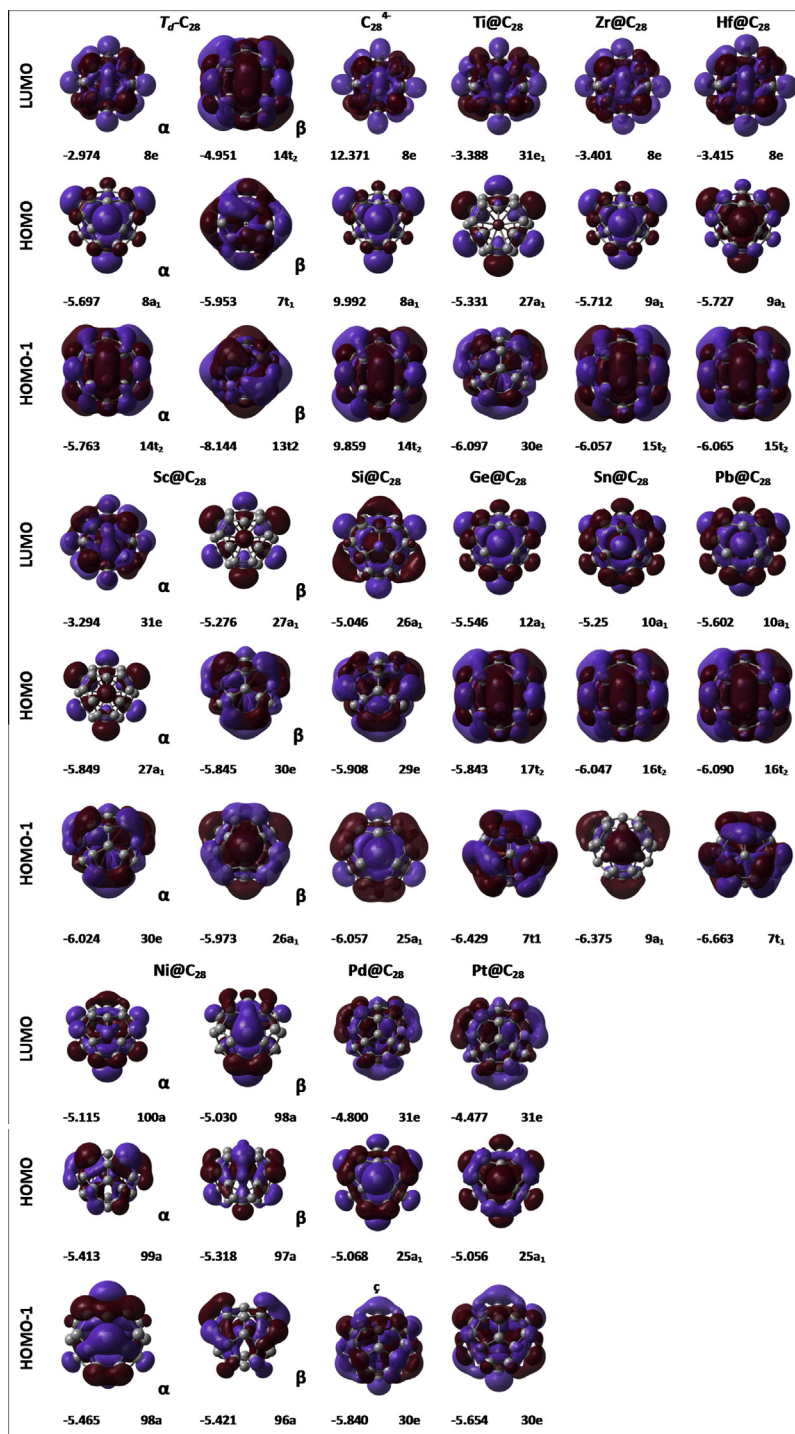 Td-C28 C28 4- Ti@C28 Zr@C28 Hf@C28
LUMO
α β
-2.974 8e -4.951 14t2 12.371 8e -3.388 31e1 -3.401 8e -3.415 8e
HOMO
α β
-5.697 8a1 -5.953 7t1 9.992 8a1 -5.331 27a1 -5.712 9a1 -5.727 9a1
HOMO-1
α β
-5.763 14t2 -8.144 13t2 9.859 14t2 -6.097 30e -6.057 15t2 -6.065 15t2
Sc@C28 Si@C28 Ge@C28 Sn@C28 Pb@C28
LUMO
α β
-3.294 31e -5.276 27a1 -5.046 26a1 -5.546 12a1 -5.25 10a1 -5.602 10a1
HOMO
α β
-5.849 27a1 -5.845 30e -5.908 29e -5.843 17t2 -6.047 16t2 -6.090 16t2
HOMO-1
α β
-6.024 30e -5.973 26a1 -6.057 25a1 -6.429 7t1 -6.375 9a1 -6.663 7t1
Ni@C28 Pd@C28 Pt@C28
LUMO
α β
-5.115 100a -5.030 98a -4.800 31e -4.477 31e
HOMO
α β
-5.413 99a -5.318 97a -5.068 25a1 -5.056 25a1
ç
HOMO-1
α β
-5.465 98a -5.421 96a -5.840 30e -5.654 30e